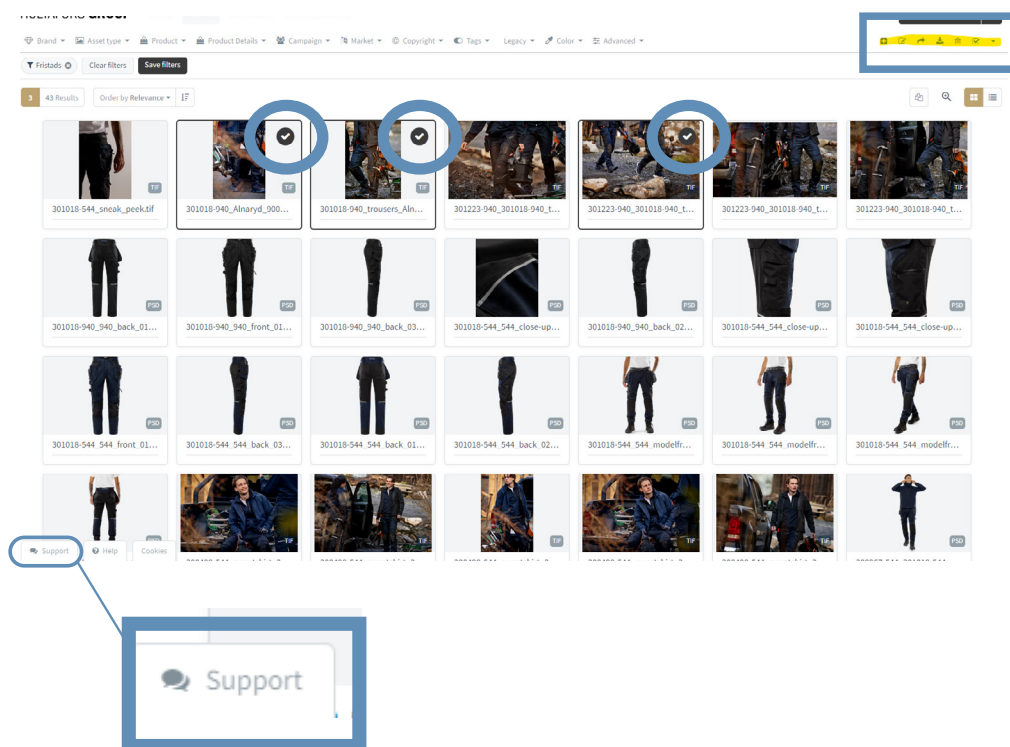 Brand Asset type Product Product Details Campaign Market © Copyright Tags Legacy Color Advanced
Fristads Clear filters Save filters
3 43 Results Order by Relevance
TIF TIF TIF TIF TIF TIF TIF
301018-544_sneak_peek.tif 301018-940_Alnaryd_900... 301018-940_trousers_Aln... 301223-940_301018-940_t... 301223-940_301018-940_t... 301223-940_301018-940_t... 301223-940_301018-940_t...
PSD PSD PSD PSD PSD PSD PSD
301018-940_940_back_01... 301018-940_940_front_01... 301018-940_940_back_03... 301018-544_544_close-up... 301018-940_940_back_02... 301018-544_544_close-up... 301018-544_544_close-up...
PSD PSD PSD PSD PSD PSD PSD
301018-544_544_front_01... 301018-544_544_back_03... 301018-544_544_back_01... 301018-544_544_back_02... 301018-544_544_modelfr... 301018-544_544_modelfr... 301018-544_544_modelfr...
TIF TIF TIF TIF TIF PSD
Support Help Cookies
Support